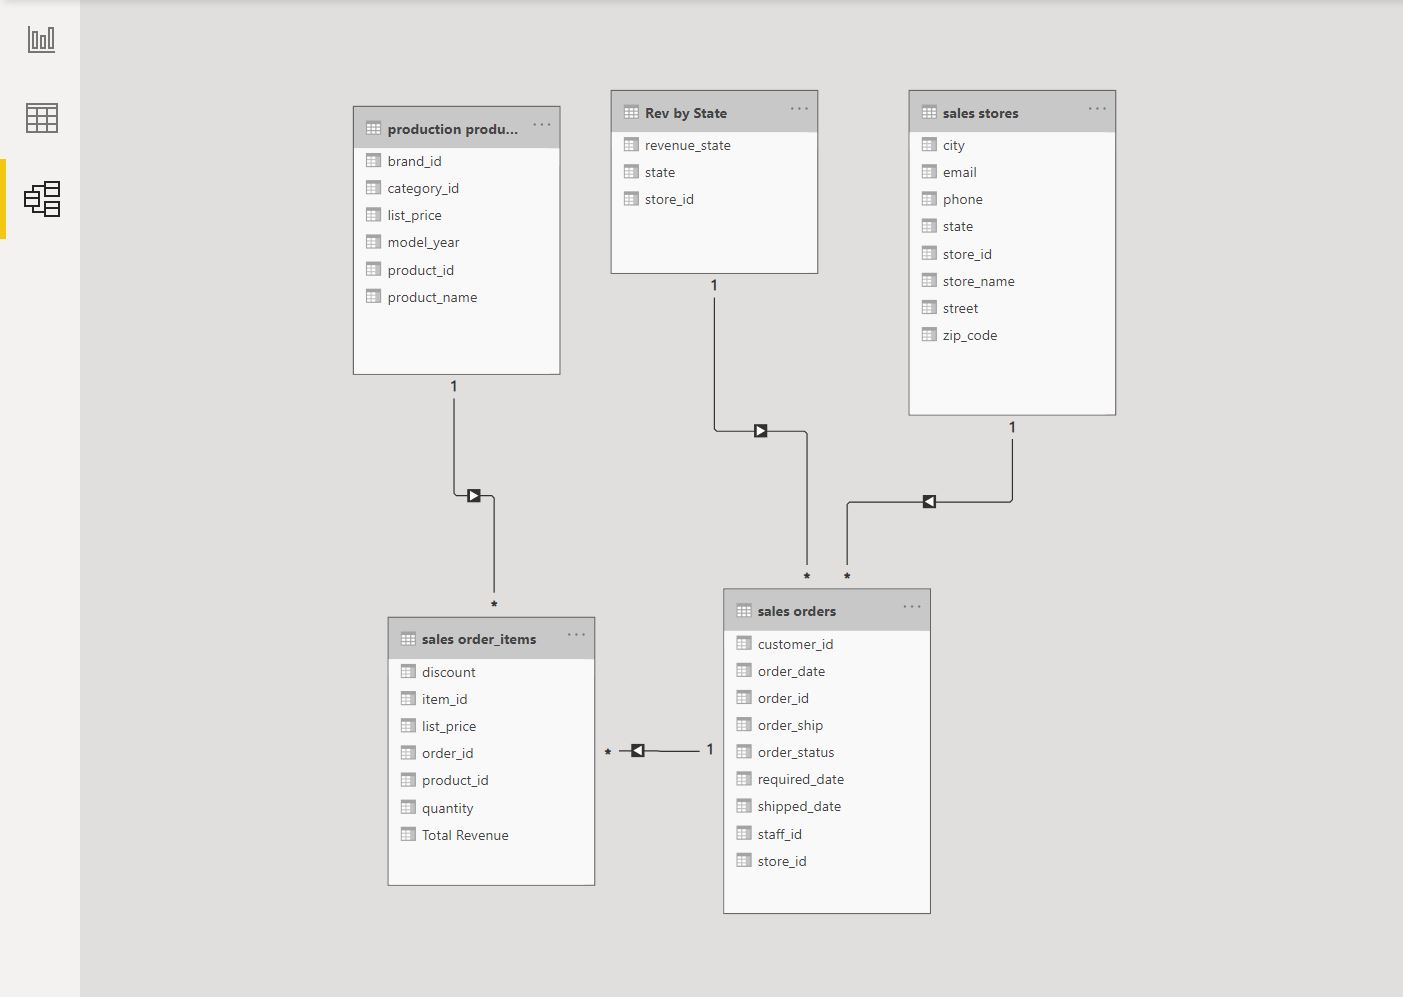 production produ...
brand_id
category_id
list_price
model_year
product_id
product_name
1
Rev by State
revenue_state
state
store_id
1
sales stores
city
email
phone
state
store_id
store_name
street
zip_code
1
*
*
*
sales order_items
discount
item_id
list_price
order_id
product_id
quantity
Total Revenue
* 1
sales orders
customer_id
order_date
order_id
order_ship
order_status
required_date
shipped_date
staff_id
store_id